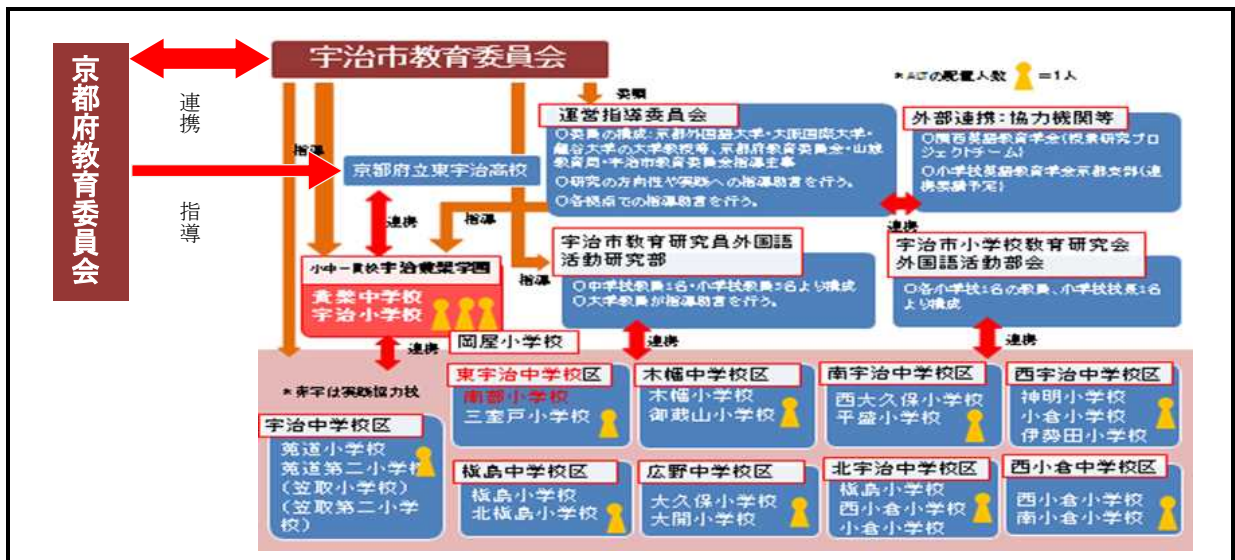 京都府教育委員会
連携
指導
宇治市教育委員会
*ALTの配置人数 =1人
委嘱
指導
京都府立東宇治高校
運営指導委員会
○委員の構成:京都外国語大学・大阪国際大学・
龍谷大学の大学教授等、京都府教育委員会・山城
教育局・宇治市教育委員会指導主事
○研究の方向性や実践への指導助言を行う。
○各拠点での指導助言を行う。
外部連携:協力機関等
○関西英語教育学会(授業研究プロ
ジェクトチーム)
○小学校英語教育学会京都支部(連
携要請予定)
連携
指導
連携
小中一貫校宇治黄檗学園
黄檗中学校
宇治小学校
指導
宇治市教育研究員外国語
活動研究部
○中学校教員1名・小学校教員3名より構成
○大学教員が指導助言を行う。
宇治市小学校教育研究会
外国語活動部会
○各小学校1名の教員、小学校校長1名
より構成
連携
岡屋小学校
連携
連携
*赤字は実践協力校
東宇治中学校区
南部小学校
三室戸小学校
木幡中学校区
木幡小学校
御蔵山小学校
南宇治中学校区
西大久保小学校
平盛小学校
西宇治中学校区
神明小学校
小倉小学校
伊勢田小学校
宇治中学校区
菟道小学校
菟道第二小学校
(笠取小学校)
(笠取第二小学
校)
槇島中学校区
槇島小学校
北槇島小学校
広野中学校区
大久保小学校
大開小学校
北宇治中学校区
槇島小学校
西小倉小学校
小倉小学校
西小倉中学校区
西小倉小学校
南小倉小学校